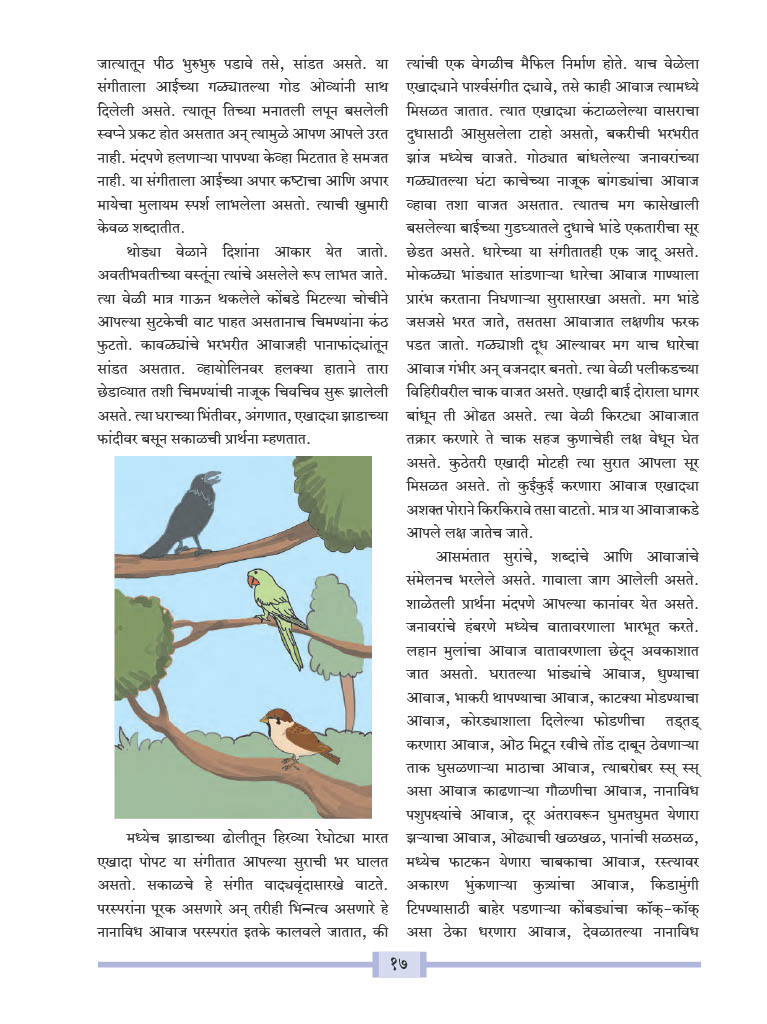 जात्यातून पीठ भुरुभुरु पडावे तसे, सांडत असते. या
संगीताला आईच्या गळ्यातल्या गोड ओव्यांनी साथ
दिलेली असते. त्यातून तिच्या मनातली लपून बसलेली
स्वप्ने प्रकट होत असतात अन् त्यामुळे आपण आपले उरत
नाही. मंदपणे हलणाऱ्या पापण्या केव्हा मिटतात हे समजत
नाही. या संगीताला आईच्या अपार कष्टाचा आणि अपार
मायेचा मुलायम स्पर्श लाभलेला असतो. त्याची खुमारी
केवळ शब्दातीत.
थोड्या वेळाने दिशांना आकार येत जातो.
अवतीभवतीच्या वस्तूंना त्यांचे असलेले रूप लाभत जाते.
त्या वेळी मात्र गाऊन थकलेले कोंबडे मिटल्या चोचीने
आपल्या सुटकेची वाट पाहत असतानाच चिमण्यांना कंठ
फुटतो. कावळ्यांचे भरभरीत आवाजही पानाफांद्यांतून
सांडत असतात. व्हायोलिनवर हलक्या हाताने तारा
छेडाव्यात तशी चिमण्यांची नाजूक चिवचिव सुरू झालेली
असते. त्या घराच्या भिंतीवर, अंगणात, एखाद्या झाडाच्या
फांदीवर बसून सकाळची प्रार्थना म्हणतात.
मध्येच झाडाच्या ढोलीतून हिरव्या रेघोट्या मारत
एखादा पोपट या संगीतात आपल्या सुराची भर घालत
असतो. सकाळचे हे संगीत वाद्यवृंदासारखे वाटते.
परस्परांना पूरक असणारे अन् तरीही भिन्नत्व असणारे हे
नानाविध आवाज परस्परांत इतके कालवले जातात, की
त्यांची एक वेगळीच मैफिल निर्माण होते. याच वेळेला
एखाद्याने पार्श्वसंगीत द्यावे, तसे काही आवाज त्यामध्ये
मिसळत जातात. त्यात एखाद्या कंटाळलेल्या वासराचा
दुधासाठी आसुसलेला टाहो असतो, बकरीची भरभरीत
झांज मध्येच वाजते. गोठ्यात बांधलेल्या जनावरांच्या
गळ्यातल्या घंटा काचेच्या नाजूक बांगड्यांचा आवाज
व्हावा तशा वाजत असतात. त्यातच मग कासेखाली
बसलेल्या बाईच्या गुडघ्यातले दुधाचे भांडे एकतारीचा सूर
छेडत असते. धारेच्या या संगीतातही एक जादू असते.
मोकळ्या भांड्यात सांडणाऱ्या धारेचा आवाज गाण्याला
प्रारंभ करताना निघणाऱ्या सुरासारखा असतो. मग भांडे
जसजसे भरत जाते, तसतसा आवाजात लक्षणीय फरक
पडत जातो. गळ्याशी दूध आल्यावर मग याच धारेचा
आवाज गंभीर अन् वजनदार बनतो. त्या वेळी पलीकडच्या
विहिरीवरील चाक वाजत असते. एखादी बाई दोराला घागर
बांधून ती ओढत असते. त्या वेळी किरट्या आवाजात
तक्रार करणारे ते चाक सहज कुणाचेही लक्ष वेधून घेत
असते. कुठेतरी एखादी मोटही त्या सुरात आपला सूर
मिसळत असते. तो कुईकुई करणारा आवाज एखाद्या
अशक्त पोराने किरकिरावे तसा वाटतो. मात्र या आवाजाकडे
आपले लक्ष जातेच जाते.
आसमंतात सुरांचे, शब्दांचे आणि आवाजांचे
संमेलनच भरलेले असते. गावाला जाग आलेली असते.
शाळेतली प्रार्थना मंदपणे आपल्या कानांवर येत असते.
जनावरांचे हंबरणे मध्येच वातावरणाला भारभूत करते.
लहान मुलांचा आवाज वातावरणाला छेदून अवकाशात
जात असतो. घरातल्या भांड्यांचे आवाज, धुण्याचा
आवाज, भाकरी थापण्याचा आवाज, काटक्या मोडण्याचा
आवाज, कोरड्याशाला दिलेल्या फोडणीचा तड्तड्
करणारा आवाज, ओठ मिटून रवीचे तोंड दाबून ठेवणाऱ्या
ताक घुसळणाऱ्या माठाचा आवाज, त्याबरोबर स्स् स्स्
असा आवाज काढणाऱ्या गौळणीचा आवाज, नानाविध
पशुपक्ष्यांचे आवाज, दूर अंतरावरून घुमतघुमत येणारा
झऱ्याचा आवाज, ओढ्याची खळखळ, पानांची सळसळ,
मध्येच फाटकन येणारा चाबकाचा आवाज, रस्त्यावर
अकारण भुंकणाऱ्या कुत्र्यांचा आवाज, किडामुंगी
टिपण्यासाठी बाहेर पडणाऱ्या कोंबड्यांचा कॉक्-कॉक्
असा ठेका धरणारा आवाज, देवळातल्या नानाविध
१७